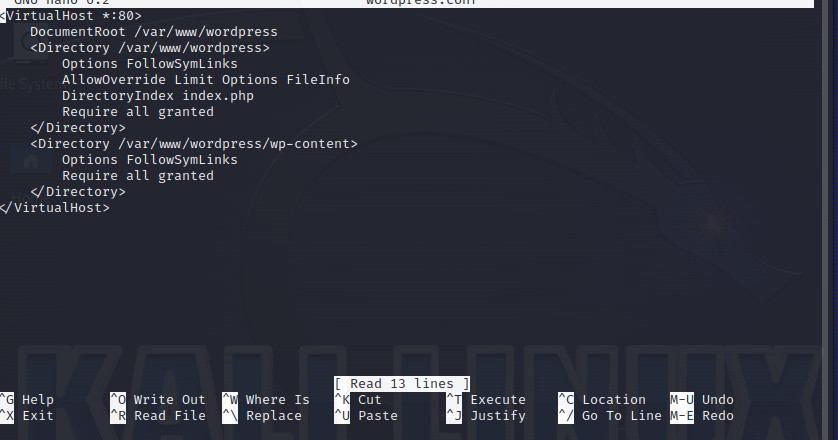 GNU nano 6.2 wordpress.conf
<VirtualHost *:80>
    DocumentRoot /var/www/wordpress
    <Directory /var/www/wordpress>
        Options FollowSymLinks
        AllowOverride Limit Options FileInfo
        DirectoryIndex index.php
        Require all granted
    </Directory>
    <Directory /var/www/wordpress/wp-content>
        Options FollowSymLinks
        Require all granted
    </Directory>
</VirtualHost>
KALI LINUX
[ Read 13 lines ]
^G Help ^O Write Out ^W Where Is ^K Cut ^T Execute ^C Location M-U Undo
^X Exit ^R Read File ^\ Replace ^U Paste ^J Justify ^/ Go To Line M-E Redo